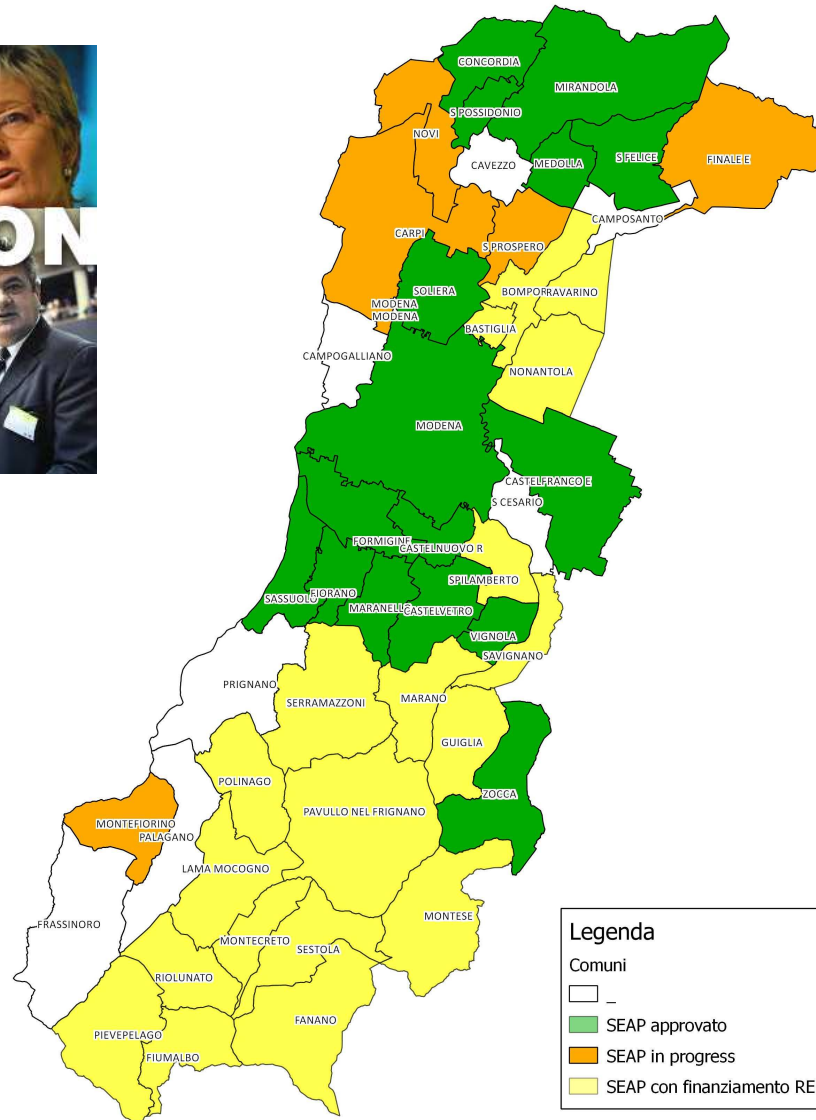 CONCORDIA
MIRANDOLA
S POSSIDONIO
NOVI
CAVEZZO
MEDOLLA
S FELICE
FINALE E
ON
CAMPOSANTO
CARPI
S PROSPERO
SOLIERA
BOMPOR
RAVARINO
MODENA
MODENA
BASTIGLIA
CAMPOGALLIANO
NONANTOLA
MODENA
CASTELFRANCO E
S CESARIO
FORMIGINE
CASTELNUOVO R
SPILAMBERTO
SASSUOLO
FIORANO
MARANELLO
CASTELVETRO
VIGNOLA
SAVIGNANO
PRIGNANO
SERRAMAZZONI
MARANO
GUIGLIA
POLINAGO
ZOCCA
PAVULLO NEL FRIGNANO
MONTEFIORINO
PALAGANO
LAMA MOCOGNO
FRASSINORO
MONTESE
MONTECRETO
SESTOLA
RIOLUNATO
FANANO
PIEVEPELAGO
FIUMALBO
Legenda
Comuni
_
SEAP approvato
SEAP in progress
SEAP con finanziamento RE